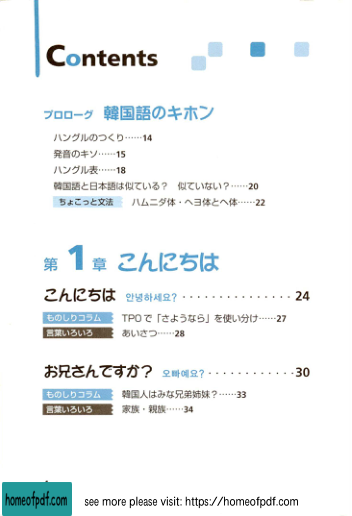 Contents
プロローグ 韓国語のキホン
ハングルのつくり……14
発音のキソ……15
ハングル表……18
韓国語と日本語は似ている？ 似ていない？……20
ちょこっと文法 ハムニダ体・ヘヨ体とヘ体……22
第1章 こんにちは
こんにちは 안녕하세요? ・・・・・・・・・・・・・・・ 24
ものしりコラム TPOで「さようなら」を使い分け……27
言葉いろいろ あいさつ……28
お兄さんですか？ 오빠예요? ・・・・・・・・・・・・30
ものしりコラム 韓国人はみな兄弟姉妹？……33
言葉いろいろ 家族・親族……34
homeofpdf.com see more please visit: https://homeofpdf.com